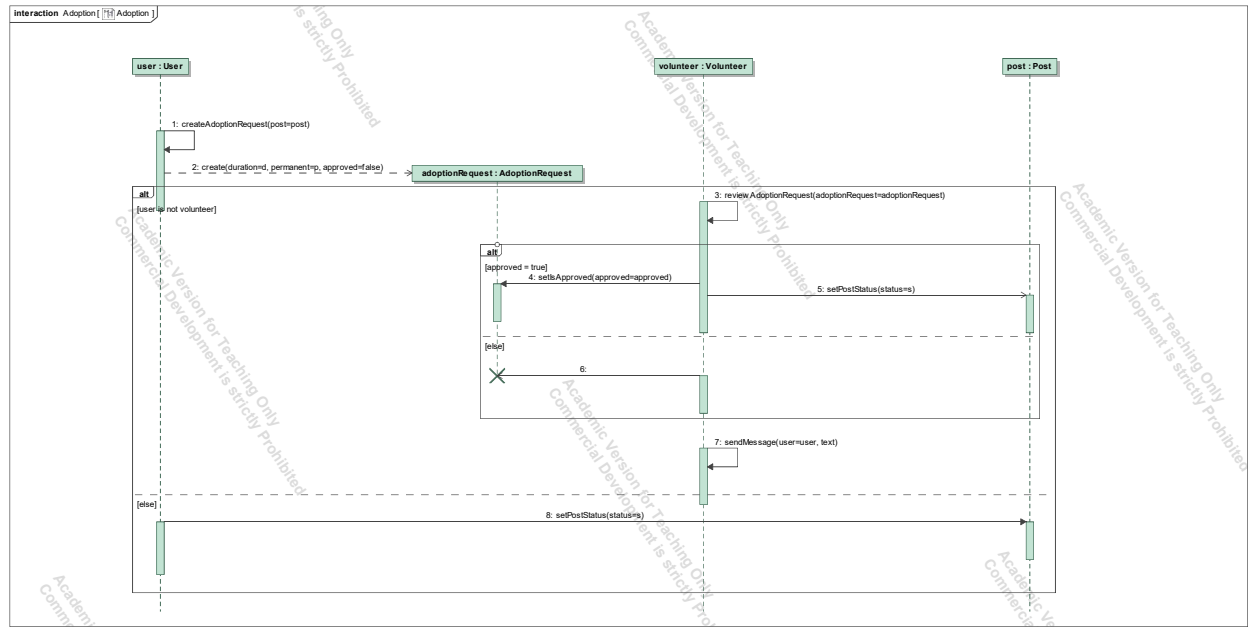 interaction Adoption [ Adoption ]
user : User
volunteer : Volunteer
post : Post
1: createAdoptionRequest(post=post)
2: create(duration=d, permanent=p, approved=false)
adoptionRequest : AdoptionRequest
alt
[user is not volunteer]
3: reviewAdoptionRequest(adoptionRequest=adoptionRequest)
alt
[approved = true]
4: setIsApproved(approved=approved)
5: setPostStatus(status=s)
[else]
6:
7: sendMessage(user=user, text)
[else]
8: setPostStatus(status=s)
Academic Version for Teaching Only
Commercial Development is strictly Prohibited